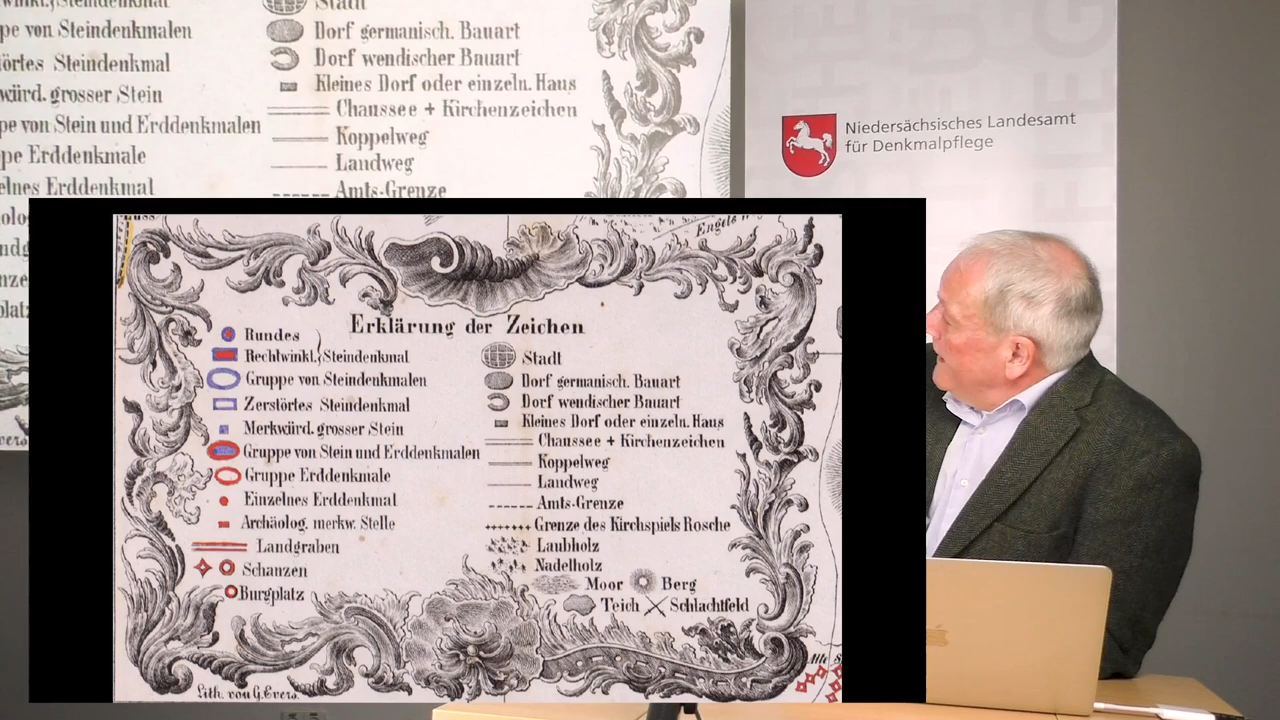 Stadt
pe von Steindenkmalen
Dorf germanisch. Bauart
örtes Steindenkmal
Dorf wendischer Bauart
würd. grosser Stein
Kleines Dorf oder einzeln. Haus
pe von Stein und Erddenkmalen
Chaussee + Kirchenzeichen
pe Erddenkmale
Koppelweg
elnes Erddenkmal
Landweg
Amts-Grenze
Niedersächsisches Landesamt
für Denkmalpflege
Erklärung der Zeichen
Rundes
Rechtwinkl. Steindenkmal
Gruppe von Steindenkmalen
Zerstörtes Steindenkmal
Merkwürd. grosser Stein
Gruppe von Stein und Erddenkmalen
Gruppe Erddenkmale
Einzelnes Erddenkmal
Archäolog. merkw. Stelle
Landgraben
Schanzen
Burgplatz
Stadt
Dorf germanisch. Bauart
Dorf wendischer Bauart
Kleines Dorf oder einzeln. Haus
Chaussee + Kirchenzeichen
Koppelweg
Landweg
Amts-Grenze
Grenze des Kirchspiels Rosche
Laubholz
Nadelholz
Moor Berg
Teich Schlachtfeld
Lith. von G. Evers.